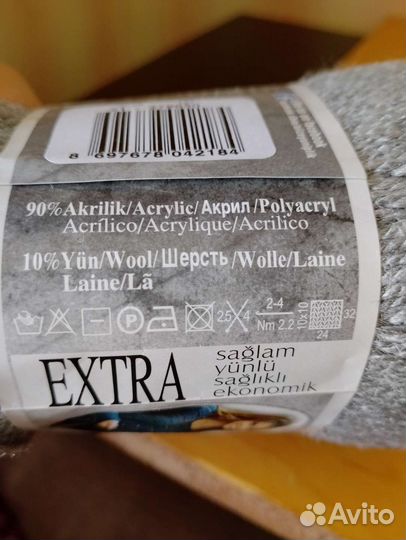 8 697678 042184
90% Akrilik/Acrylic/Акрил/Polyacryl
Acrílico/Acrylique/Acrilico
10% Yün/Wool/Шерсть/Wolle/Laine
Laine/Lã
P 25 4 2-4 Nm 2.2 10x10 32 24
EXTRA
sağlam
yünlü
sağlıklı
ekonomik
Avito